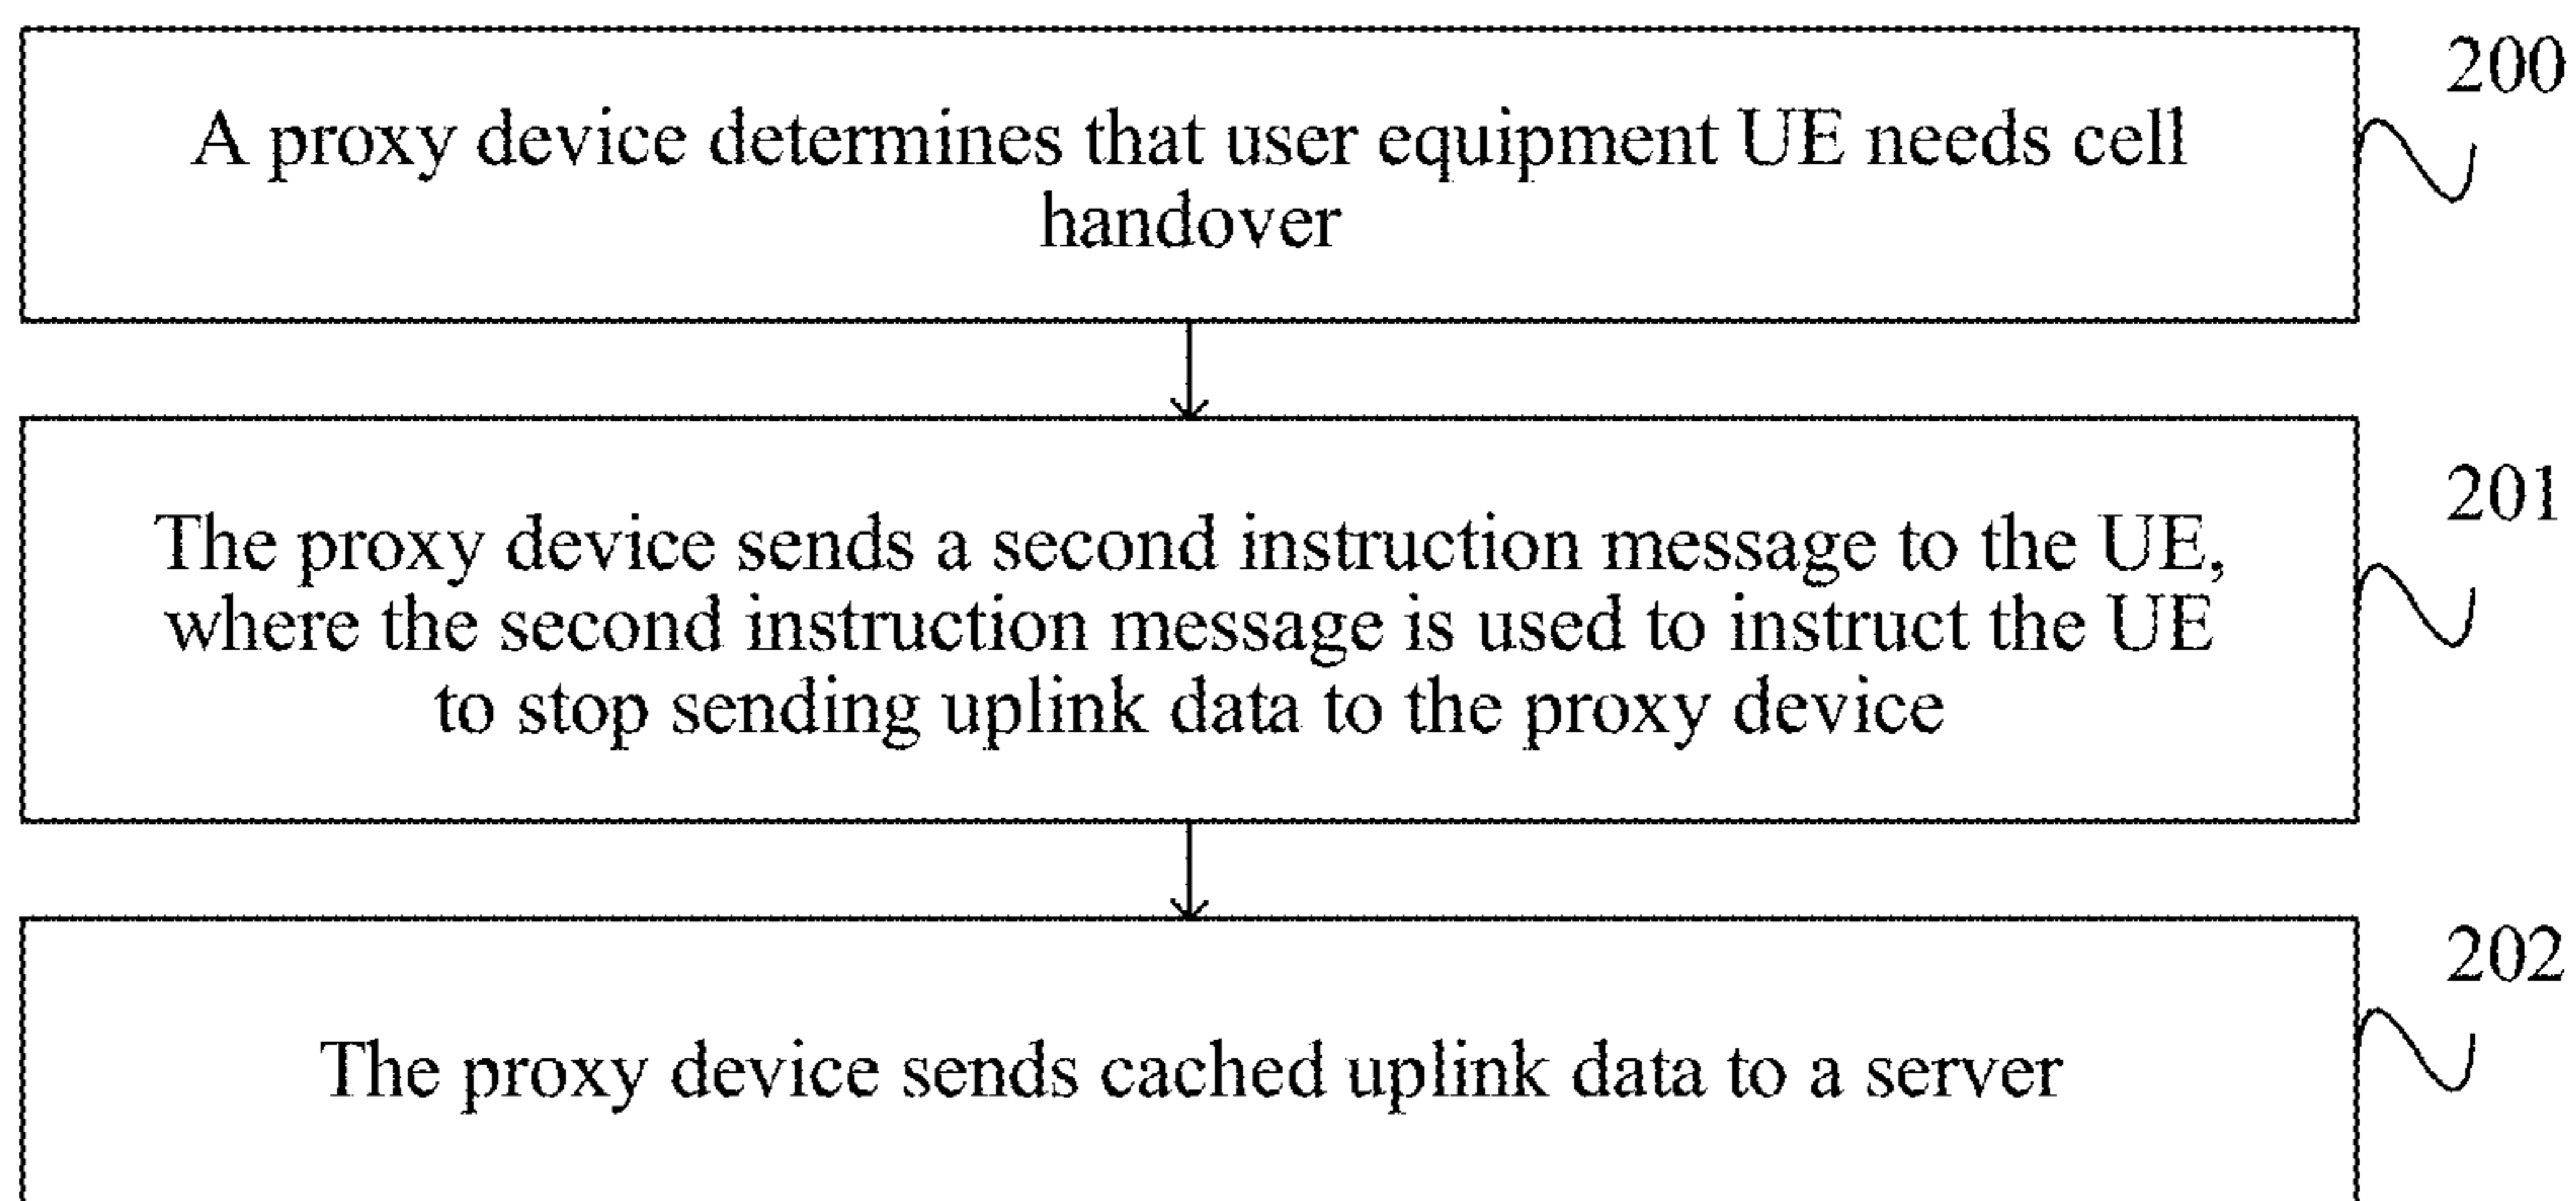 200
A proxy device determines that user equipment UE needs cell
handover
201
The proxy device sends a second instruction message to the UE,
where the second instruction message is used to instruct the UE
to stop sending uplink data to the proxy device
202
The proxy device sends cached uplink data to a server